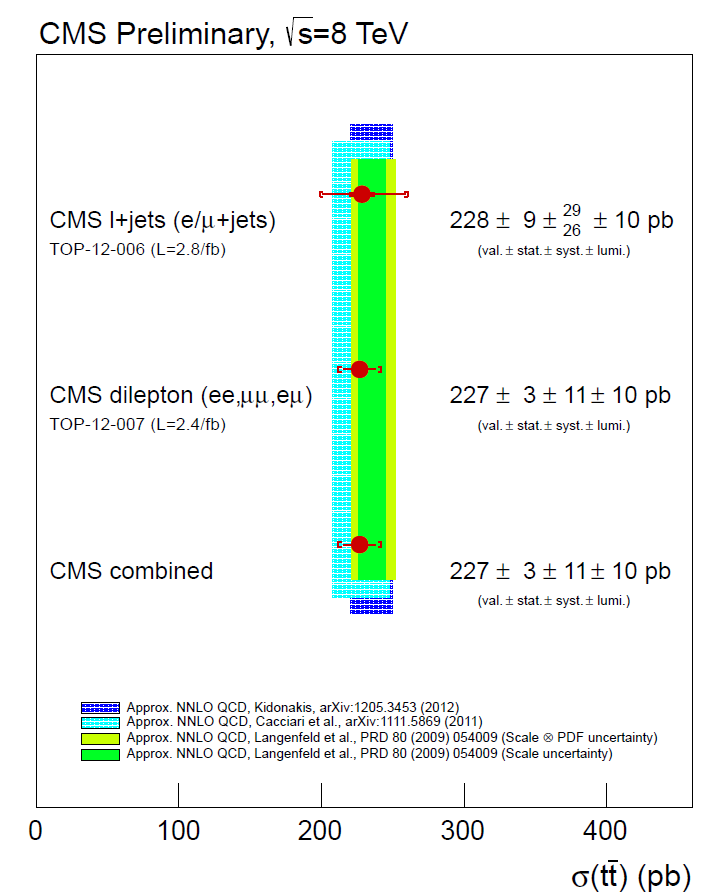 CMS Preliminary, √s=8 TeV
CMS l+jets (e/μ+jets)
TOP-12-006 (L=2.8/fb)
228 ± 9 ± 29 26 ± 10 pb
(val. ± stat. ± syst. ± lumi.)
CMS dilepton (ee,μμ,eμ)
TOP-12-007 (L=2.4/fb)
227 ± 3 ± 11 ± 10 pb
(val. ± stat. ± syst. ± lumi.)
CMS combined
227 ± 3 ± 11 ± 10 pb
(val. ± stat. ± syst. ± lumi.)
Approx. NNLO QCD, Kidonakis, arXiv:1205.3453 (2012)
Approx. NNLO QCD, Cacciari et al., arXiv:1111.5869 (2011)
Approx. NNLO QCD, Langenfeld et al., PRD 80 (2009) 054009 (Scale ⊗ PDF uncertainty)
Approx. NNLO QCD, Langenfeld et al., PRD 80 (2009) 054009 (Scale uncertainty)
0 100 200 300 400
σ(tt̄) (pb)